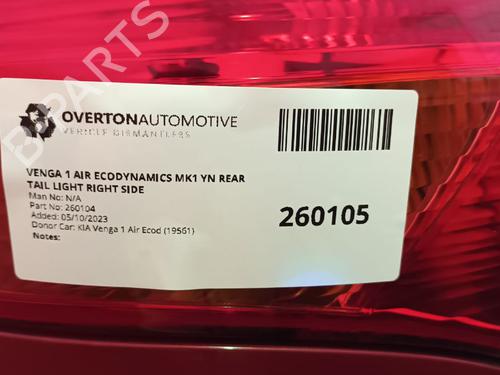 OVERTONAUTOMOTIVE
VEHICLE DISMANTLERS
VENGA 1 AIR ECODYNAMICS MK1 YN REAR
TAIL LIGHT RIGHT SIDE
Man No: N/A
Part No: 260104
Added: 05/10/2023
Donor Car: KIA Venga 1 Air Ecod (19561)
Notes:
260105
B-PARTS